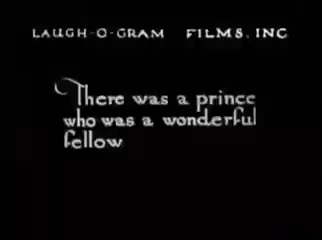 LAUGH-O-GRAM FILMS, INC
There was a prince
who was a wonderful
fellow